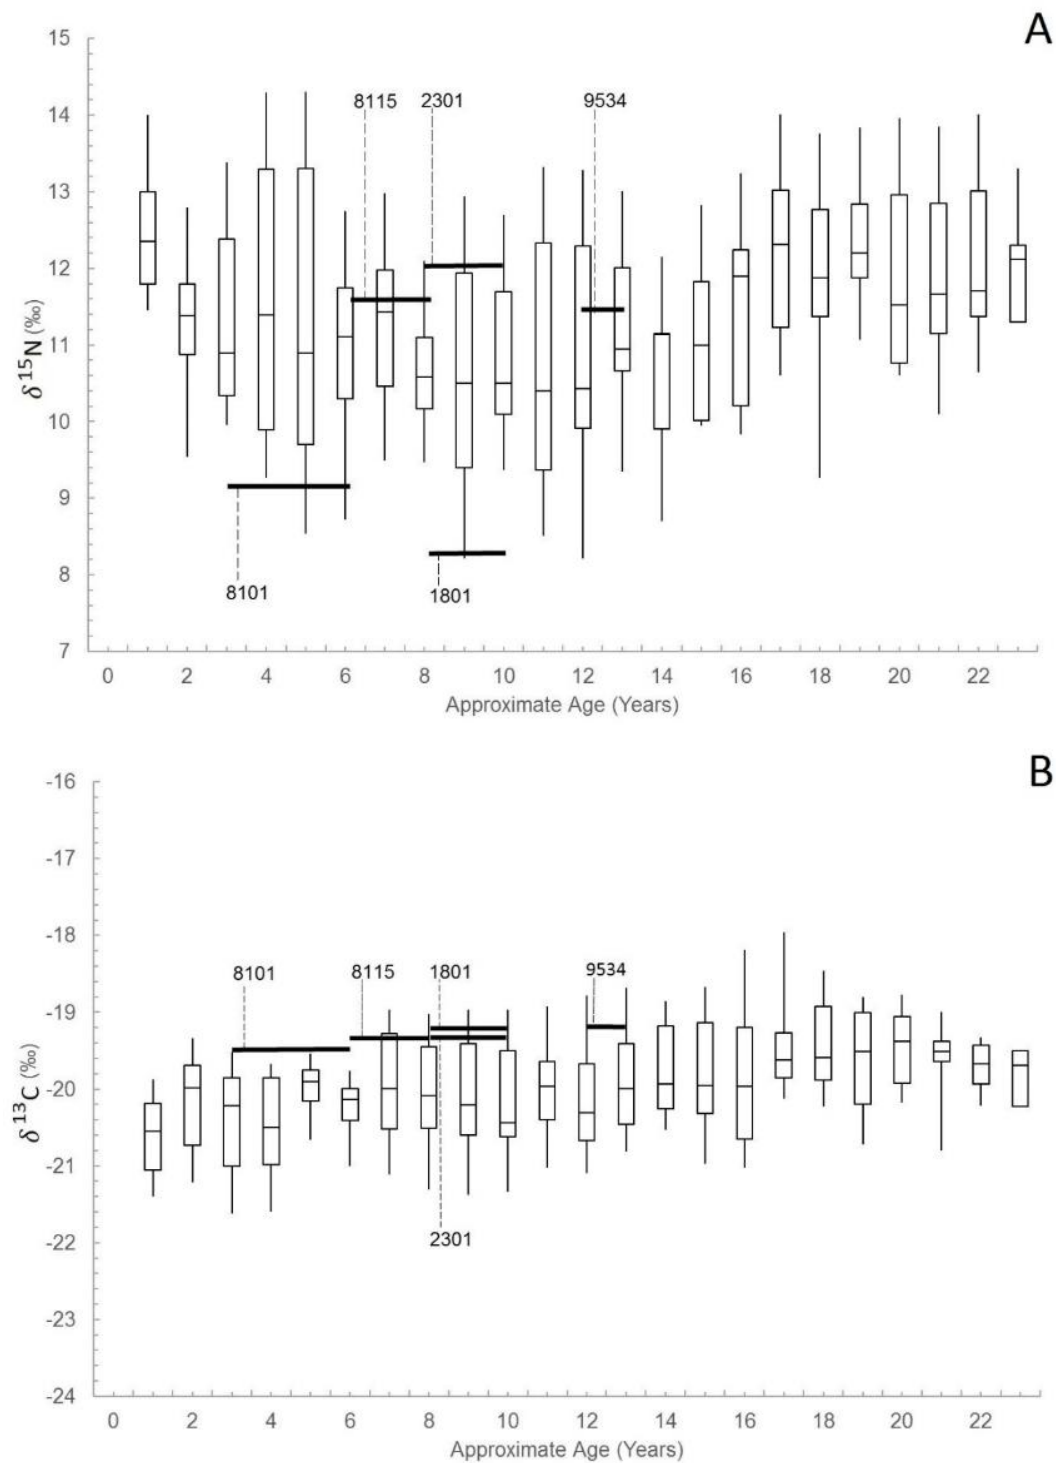 A
15
14
13
12
11
10
9
8
7
δ 15N (‰)
8115 2301 9534
8101 1801
0 2 4 6 8 10 12 14 16 18 20 22
Approximate Age (Years)
B
-16
-17
-18
-19
-20
-21
-22
-23
-24
δ 13C (‰)
8101 8115 1801 9534
2301
0 2 4 6 8 10 12 14 16 18 20 22
Approximate Age (Years)